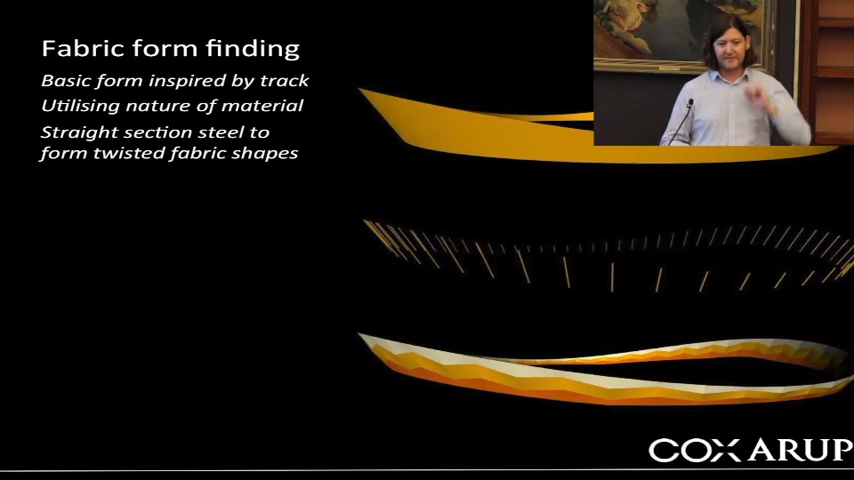 Fabric form finding
Basic form inspired by track
Utilising nature of material
Straight section steel to
form twisted fabric shapes
COX ARUP